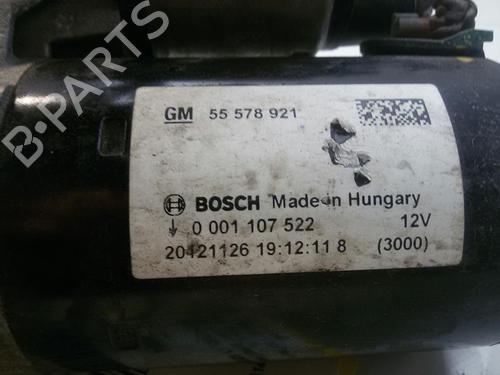 GM 55 578 921
BOSCH Made in Hungary
0 001 107 522 12V
20121126 19:12:11 8 (3000)
B-PARTS